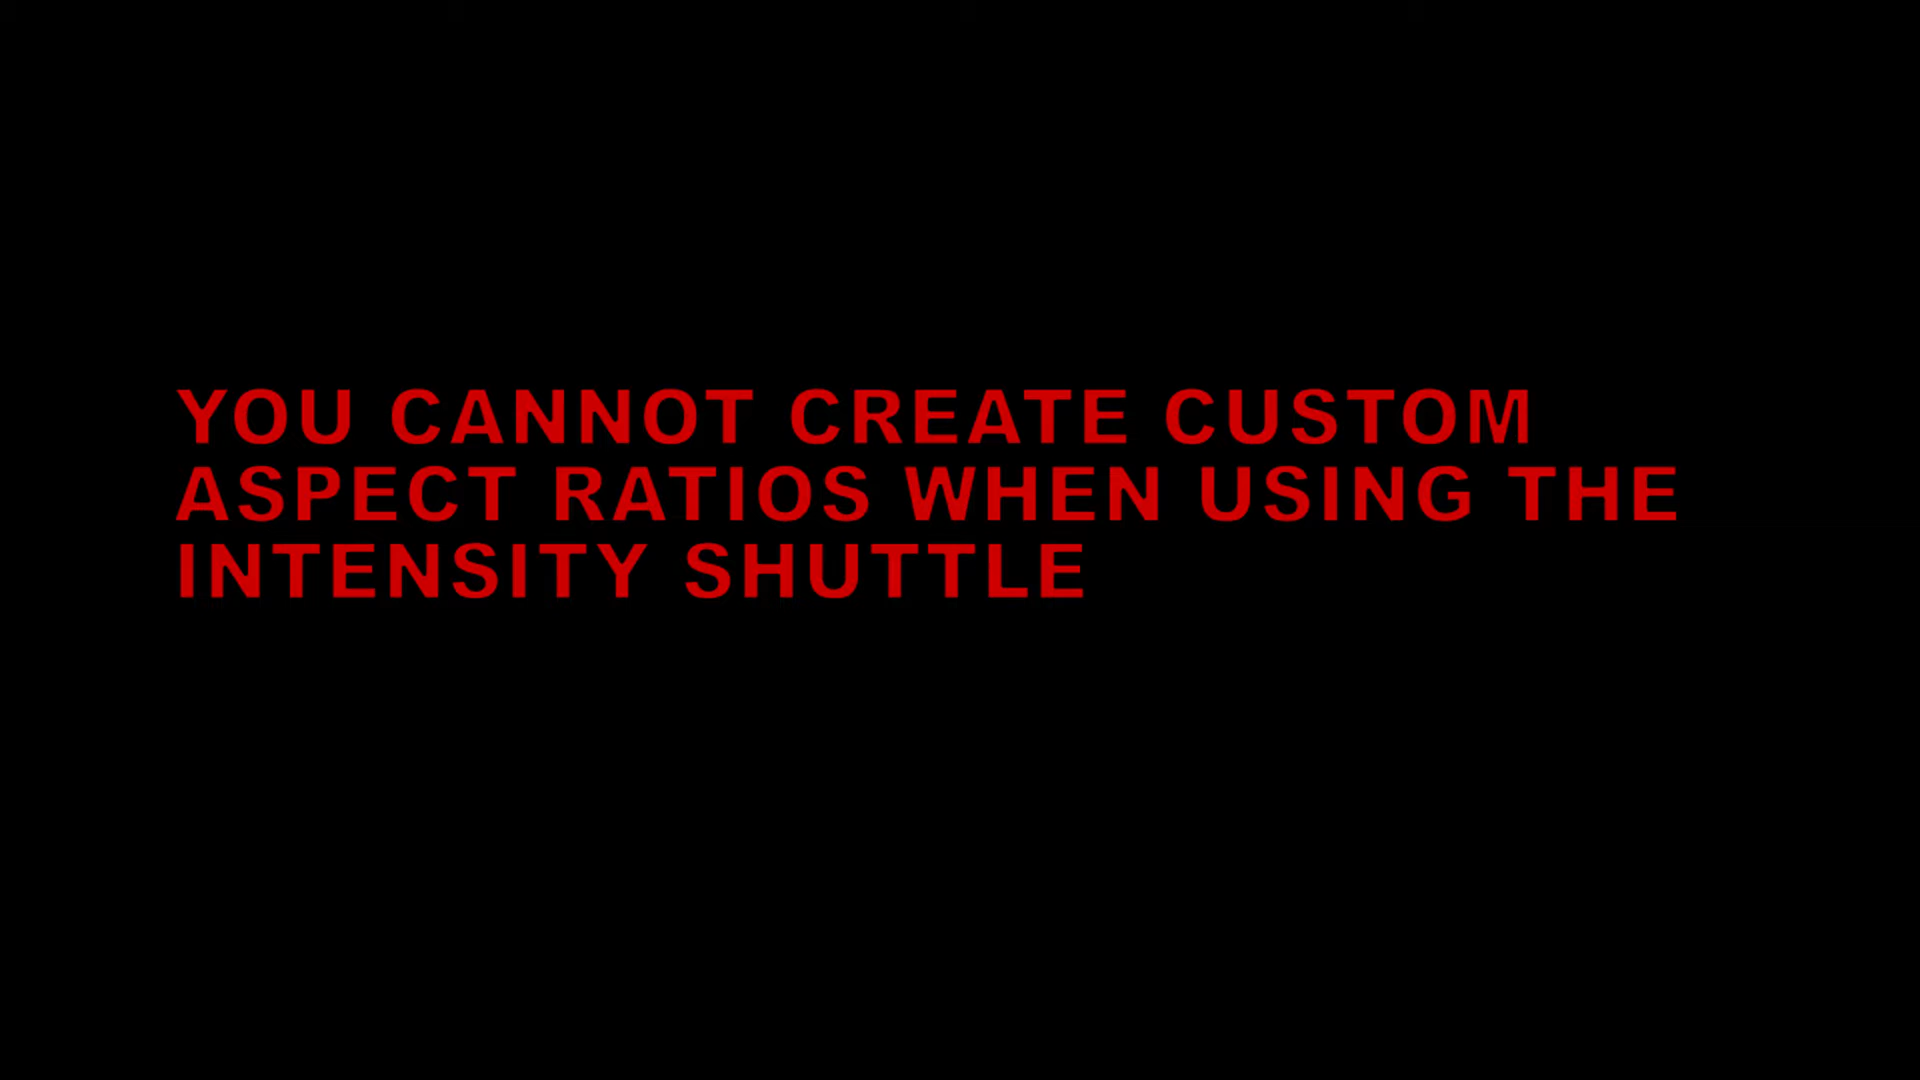 YOU CANNOT CREATE CUSTOM
ASPECT RATIOS WHEN USING THE
INTENSITY SHUTTLE